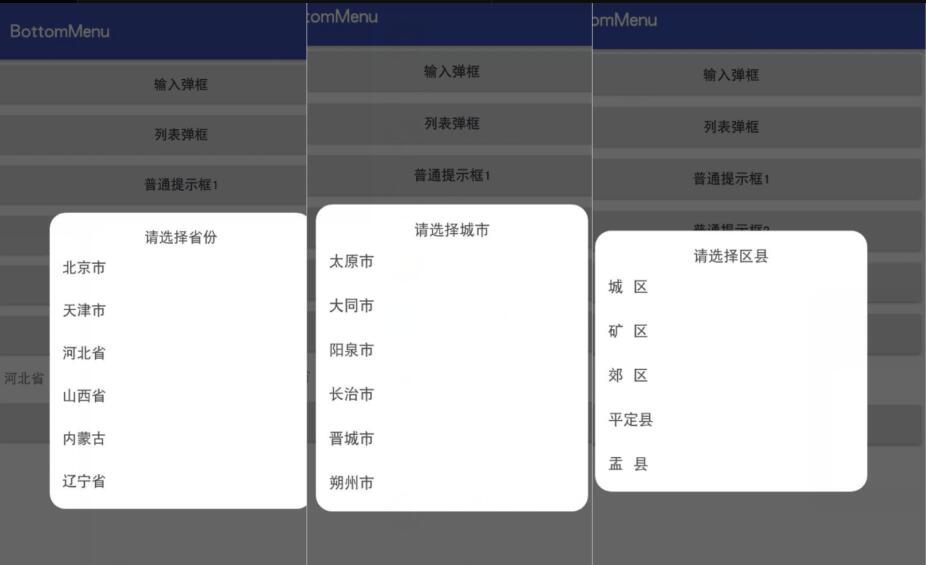 BottomMenu
输入弹框
列表弹框
普通提示框1
请选择省份
北京市
天津市
河北省
山西省
内蒙古
辽宁省
河北省
tomMenu
输入弹框
列表弹框
普通提示框1
请选择城市
太原市
大同市
阳泉市
长治市
晋城市
朔州市
omMenu
输入弹框
列表弹框
普通提示框1
普通提示框2
请选择区县
城 区
矿 区
郊 区
平定县
盂 县